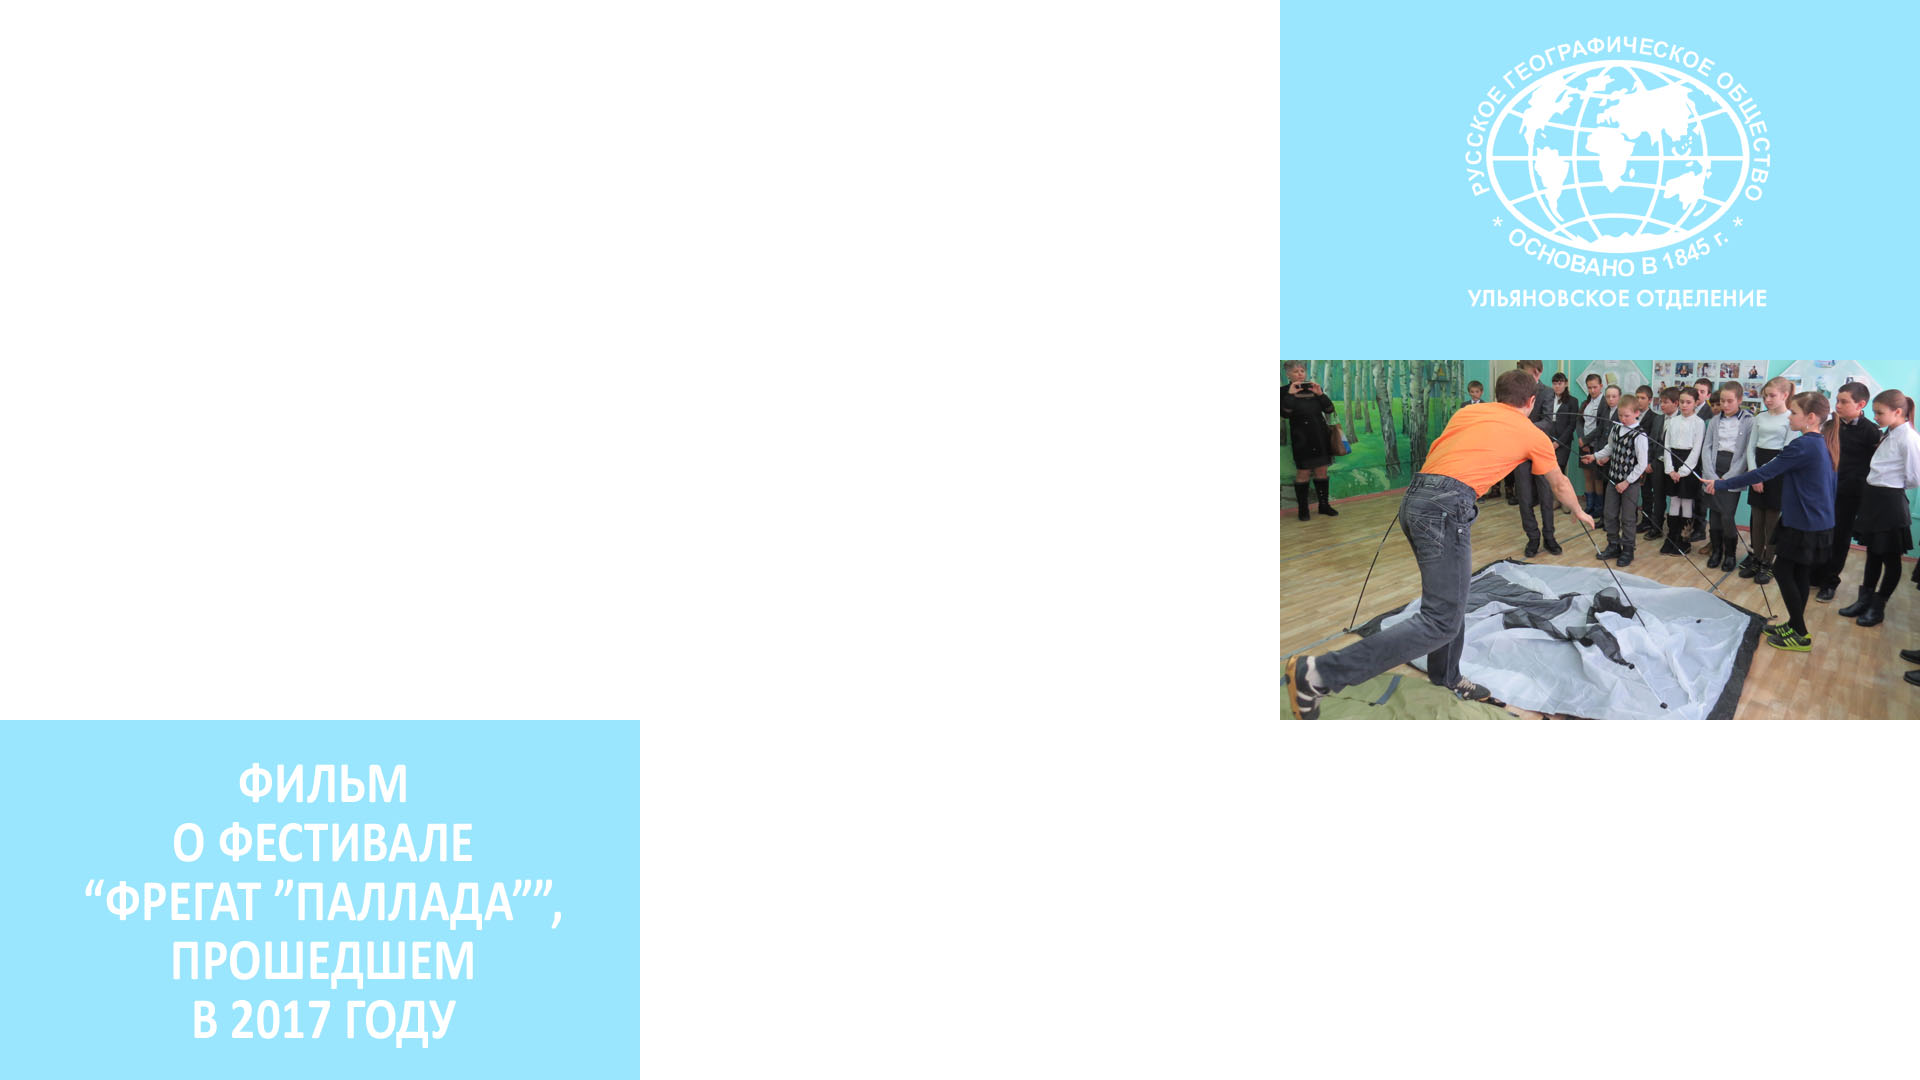 РУССКОЕ ГЕОГРАФИЧЕСКОЕ ОБЩЕСТВО
* ОСНОВАНО В 1845 г. *
УЛЬЯНОВСКОЕ ОТДЕЛЕНИЕ
ФИЛЬМ
О ФЕСТИВАЛЕ
“ФРЕГАТ ”ПАЛЛАДА””,
ПРОШЕДШЕМ
В 2017 ГОДУ